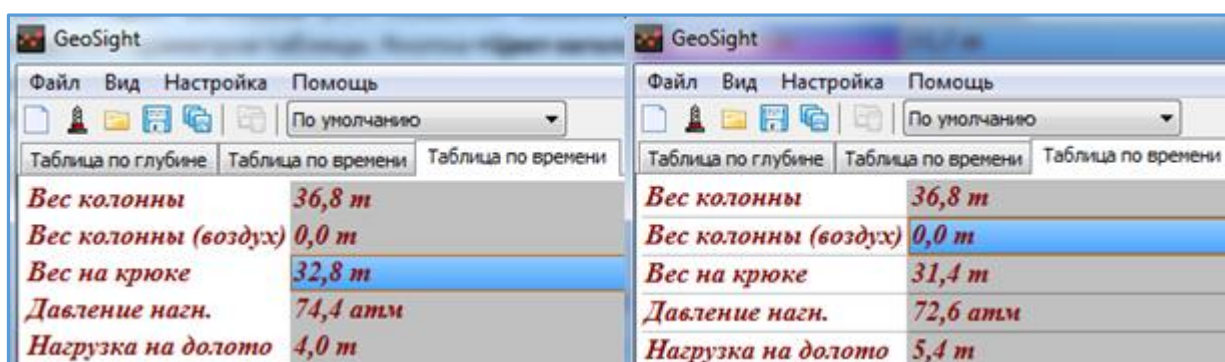 GeoSight
Файл Вид Настройка Помощь
По умолчанию
Таблица по глубине Таблица по времени Таблица по времени
Вес колонны 36,8 т
Вес колонны (воздух) 0,0 т
Вес на крюке 32,8 т
Давление нагн. 74,4 атм
Нагрузка на долото 4,0 т
GeoSight
Файл Вид Настройка Помощь
По умолчанию
Таблица по глубине Таблица по времени Таблица по времени
Вес колонны 36,8 т
Вес колонны (воздух) 0,0 т
Вес на крюке 31,4 т
Давление нагн. 72,6 атм
Нагрузка на долото 5,4 т